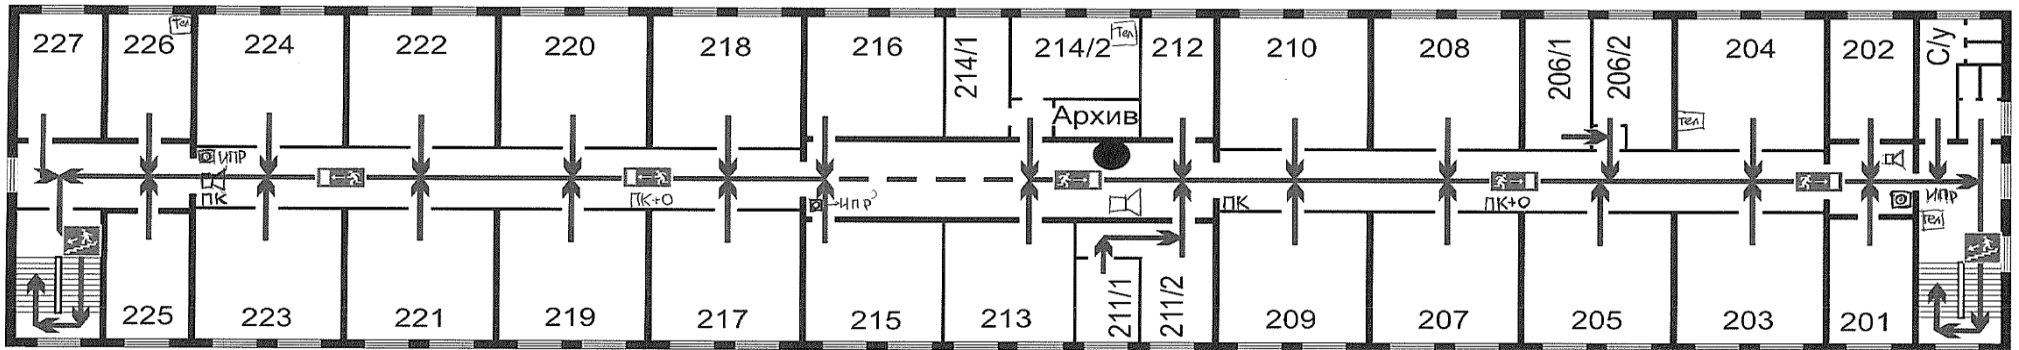 227
226
Тел
224
222
220
218
216
214/1
214/2
Тел
212
210
208
206/1
206/2
204
202
С/у
Архив
Тел
ИПР
ПК
ПК+О
ИПР
ПК
ПК+О
ИПР
Тел
225
223
221
219
217
215
213
211/1
211/2
209
207
205
203
201